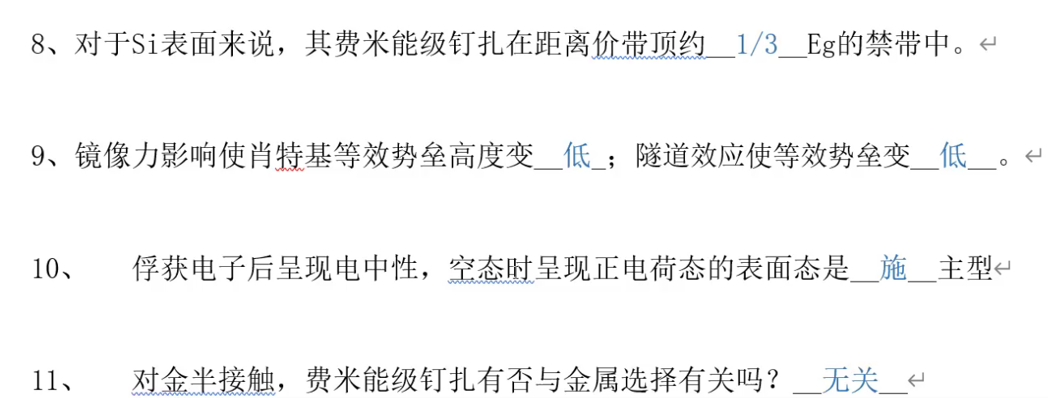 8、对于Si表面来说，其费米能级钉扎在距离价带顶约__1/3__Eg的禁带中。↵
9、镜像力影响使肖特基等效势垒高度变__低_；隧道效应使等效势垒变__低__。↵
10、 俘获电子后呈现电中性，空态时呈现正电荷态的表面态是__施__主型↵
11、 对金半接触，费米能级钉扎有否与金属选择有关吗？__无关__↵